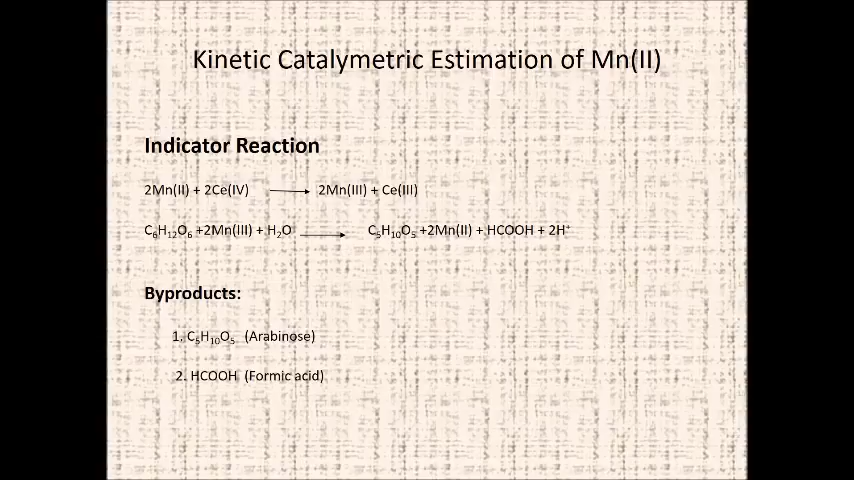 Kinetic Catalymetric Estimation of Mn(II)
Indicator Reaction
2Mn(II) + 2Ce(IV) → 2Mn(III) + Ce(III)
C₆H₁₂O₆ +2Mn(III) + H₂O → C₅H₁₀O₅ +2Mn(II) + HCOOH + 2H⁺
Byproducts:
1. C₅H₁₀O₅ (Arabinose)
2. HCOOH (Formic acid)